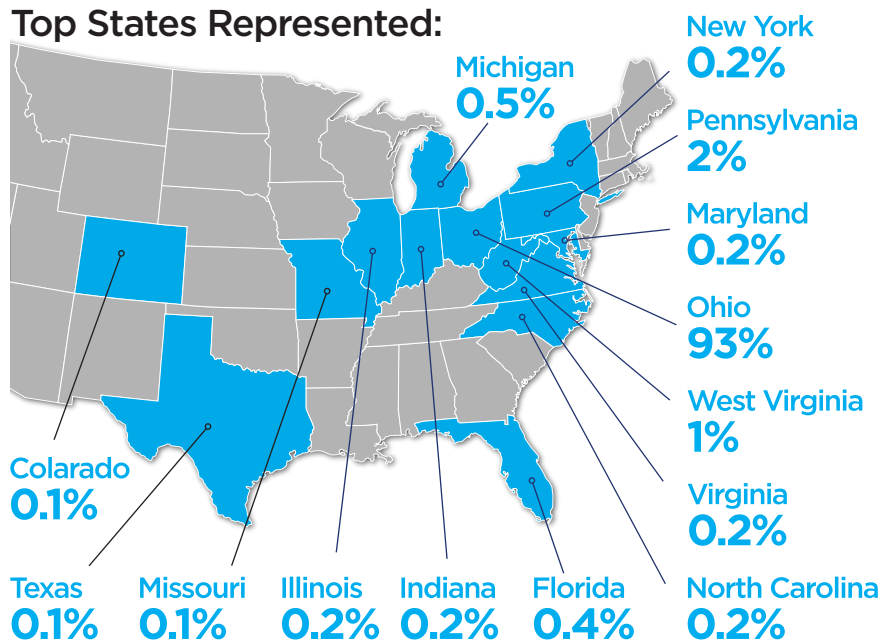 Top States Represented:
Michigan
0.5%
New York
0.2%
Pennsylvania
2%
Maryland
0.2%
Ohio
93%
West Virginia
1%
Virginia
0.2%
North Carolina
0.2%
Colarado
0.1%
Texas
0.1%
Missouri
0.1%
Illinois
0.2%
Indiana
0.2%
Florida
0.4%